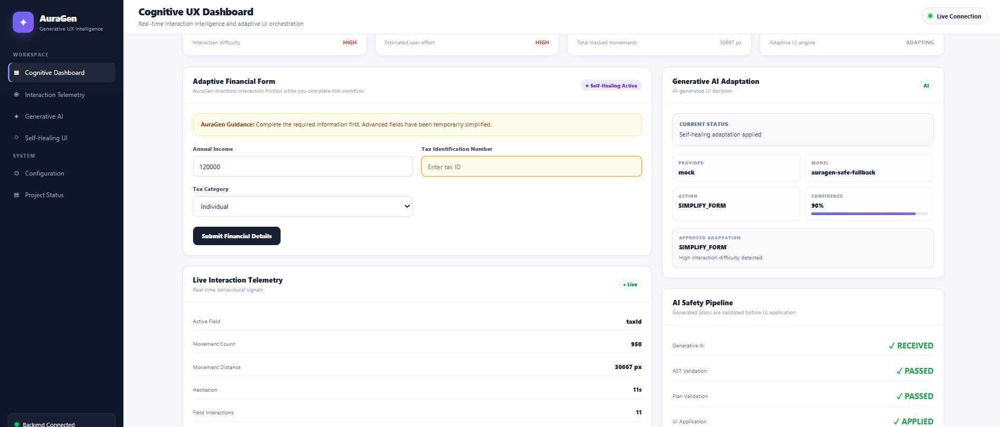 AuraGen
Generative UX Intelligence
WORKSPACE
Cognitive Dashboard
Interaction Telemetry
Generative AI
Self-Healing UI
SYSTEM
Configuration
Project Status
Backend Connected
Cognitive UX Dashboard
Real-time interaction intelligence and adaptive UI orchestration
Live Connection
Interaction difficulty HIGH
Estimated user effort HIGH
Total tracked movements 30667 px
Adaptive UI engine ADAPTING
Adaptive Financial Form
AuraGen monitors interaction friction while you complete this workflow.
✦ Self-Healing Active
AuraGen Guidance: Complete the required information first. Advanced fields have been temporarily simplified.
Annual Income
120000
Tax Identification Number
Enter tax ID
Tax Category
Individual
Submit Financial Details
Live Interaction Telemetry
Real-time behavioural signals
• Live
Active Field taxId
Movement Count 950
Movement Distance 30667 px
Hesitation 11s
Field Interactions 11
Generative AI Adaptation
AI-generated UI decision
AI
CURRENT STATUS
Self-healing adaptation applied
PROVIDER
mock
MODEL
auragen-safe-fallback
ACTION
SIMPLIFY_FORM
CONFIDENCE
90%
APPROVED ADAPTATION
SIMPLIFY_FORM
High interaction difficulty detected.
AI Safety Pipeline
Generated plans are validated before UI application
Generative AI ✓ RECEIVED
AST Validation ✓ PASSED
Plan Validation ✓ PASSED
UI Application ✓ APPLIED